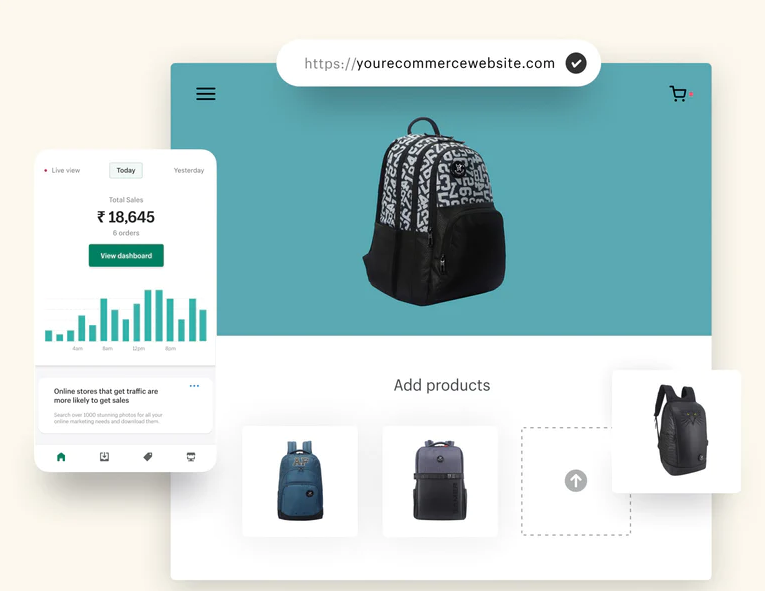 https://yourecommercewebsite.com
Live view
Today
Yesterday
Total Sales
₹ 18,645
6 orders
View dashboard
4am
8am
12pm
8pm
Online stores that get traffic are
more likely to get sales
Search over 1000 stunning photos for all your
online marketing needs and download them.
Add products